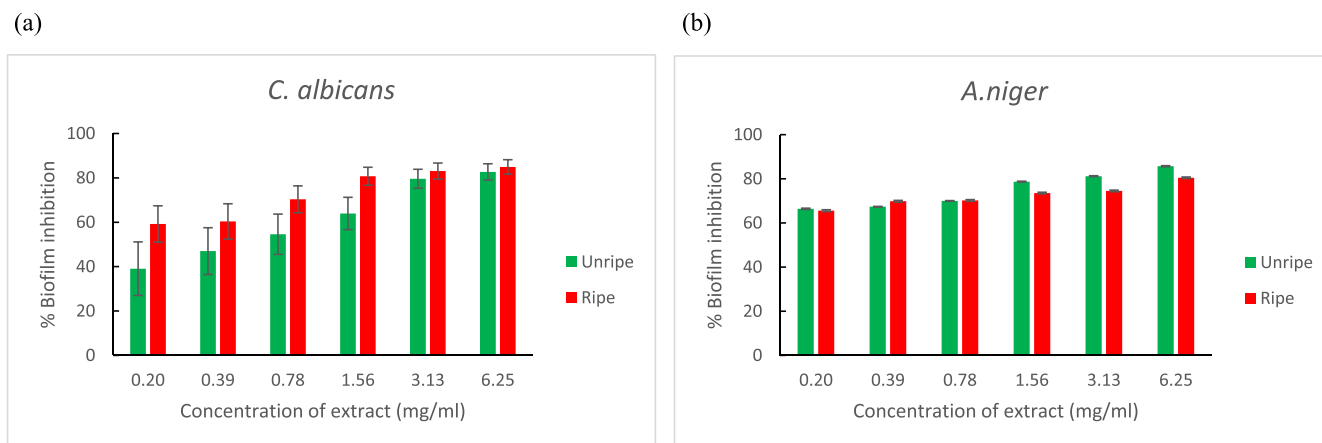 (a)
C. albicans
% Biofilm inhibition
100
80
60
40
20
0
0.20 0.39 0.78 1.56 3.13 6.25
Concentration of extract (mg/ml)
Unripe
Ripe
(b)
A.niger
% Biofilm inhibition
100
80
60
40
20
0
0.20 0.39 0.78 1.56 3.13 6.25
Concentration of extract (mg/ml)
Unripe
Ripe